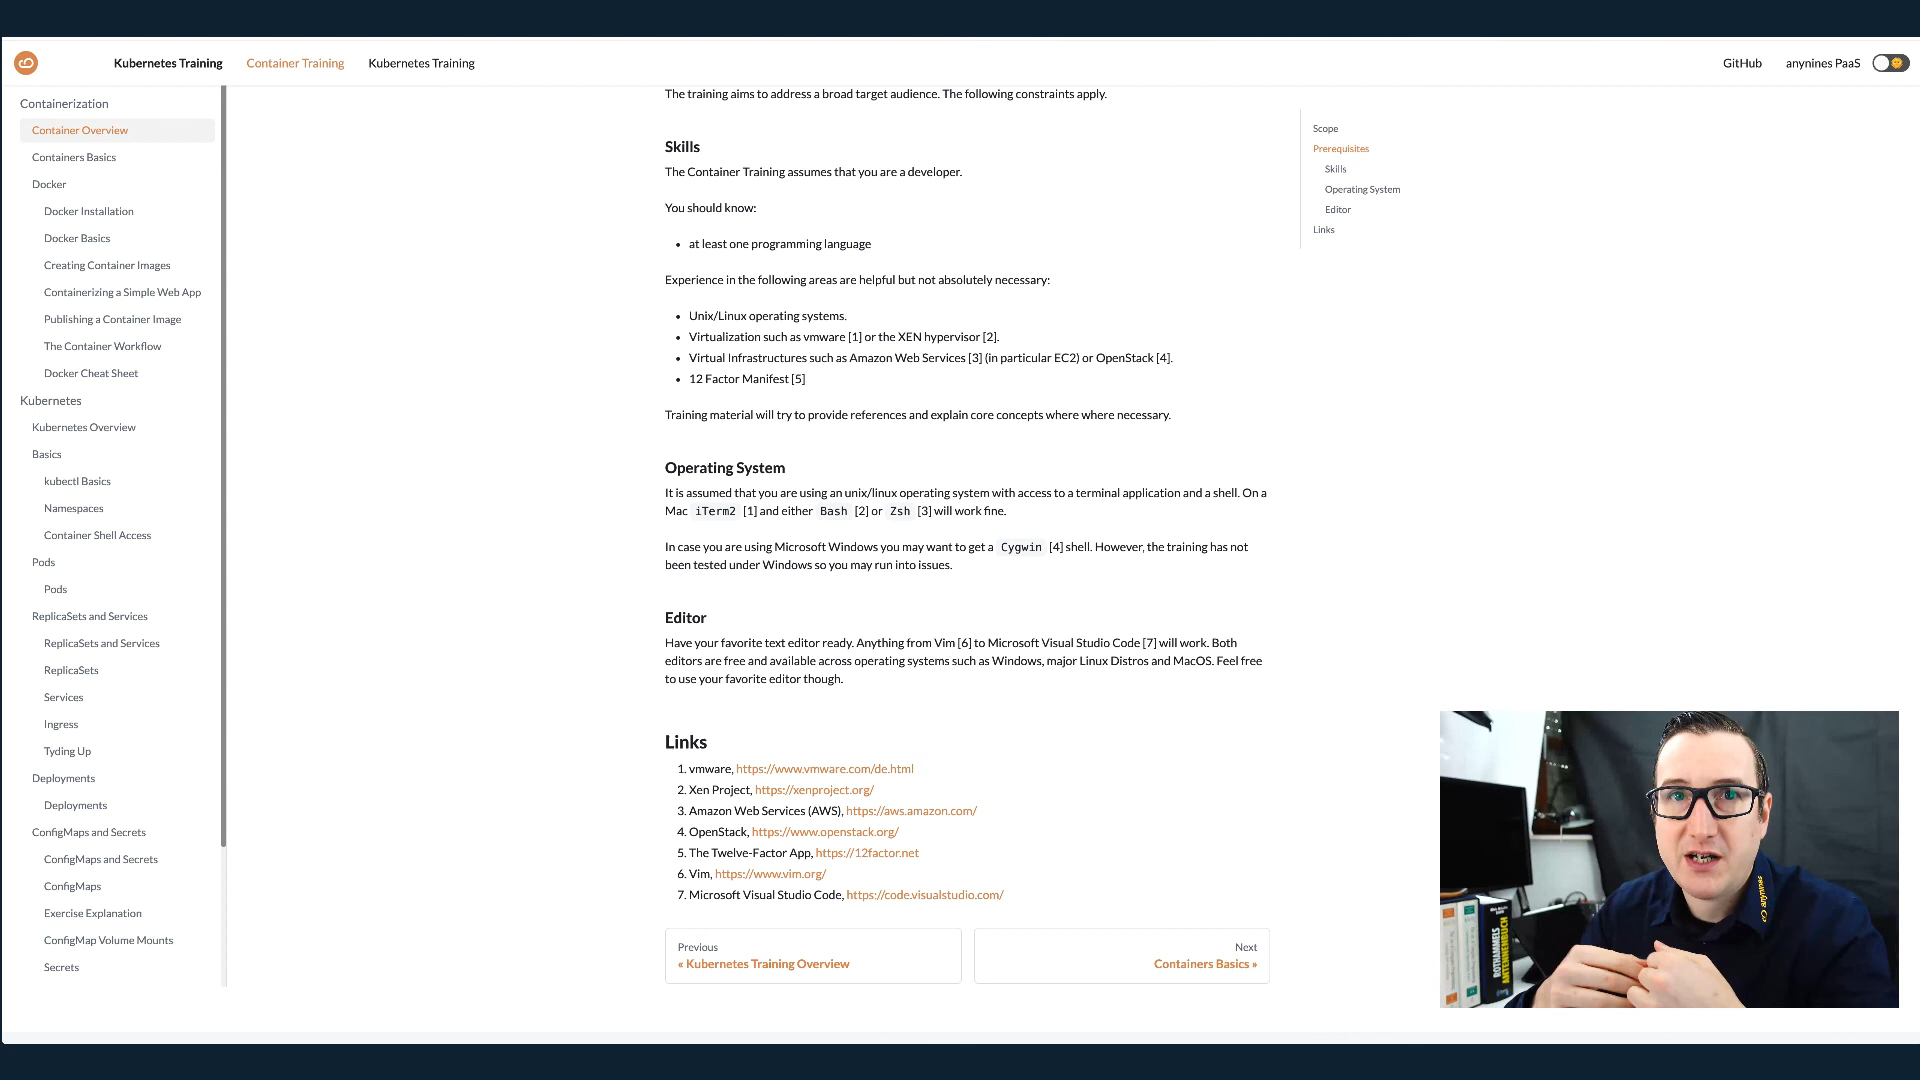 Kubernetes Training
Container Training
Kubernetes Training
GitHub
anynines PaaS
Containerization
Container Overview
Containers Basics
Docker
Docker Installation
Docker Basics
Creating Container Images
Containerizing a Simple Web App
Publishing a Container Image
The Container Workflow
Docker Cheat Sheet
Kubernetes
Kubernetes Overview
Basics
kubectl Basics
Namespaces
Container Shell Access
Pods
Pods
ReplicaSets and Services
ReplicaSets and Services
ReplicaSets
Services
Ingress
Tyding Up
Deployments
Deployments
ConfigMaps and Secrets
ConfigMaps and Secrets
ConfigMaps
Exercise Explanation
ConfigMap Volume Mounts
Secrets
The training aims to address a broad target audience. The following constraints apply.
Skills
The Container Training assumes that you are a developer.
You should know:
• at least one programming language
Experience in the following areas are helpful but not absolutely necessary:
• Unix/Linux operating systems.
• Virtualization such as vmware [1] or the XEN hypervisor [2].
• Virtual Infrastructures such as Amazon Web Services [3] (in particular EC2) or OpenStack [4].
• 12 Factor Manifest [5]
Training material will try to provide references and explain core concepts where where necessary.
Operating System
It is assumed that you are using an unix/linux operating system with access to a terminal application and a shell. On a
Mac iTerm2 [1] and either Bash [2] or Zsh [3] will work fine.
In case you are using Microsoft Windows you may want to get a Cygwin [4] shell. However, the training has not
been tested under Windows so you may run into issues.
Editor
Have your favorite text editor ready. Anything from Vim [6] to Microsoft Visual Studio Code [7] will work. Both
editors are free and available across operating systems such as Windows, major Linux Distros and MacOS. Feel free
to use your favorite editor though.
Links
1. vmware, https://www.vmware.com/de.html
2. Xen Project, https://xenproject.org/
3. Amazon Web Services (AWS), https://aws.amazon.com/
4. OpenStack, https://www.openstack.org/
5. The Twelve-Factor App, https://12factor.net
6. Vim, https://www.vim.org/
7. Microsoft Visual Studio Code, https://code.visualstudio.com/
Previous
« Kubernetes Training Overview
Next
Containers Basics »
Scope
Prerequisites
Skills
Operating System
Editor
Links
ROTHAMMELS
ANTENNENBUCH
anynines